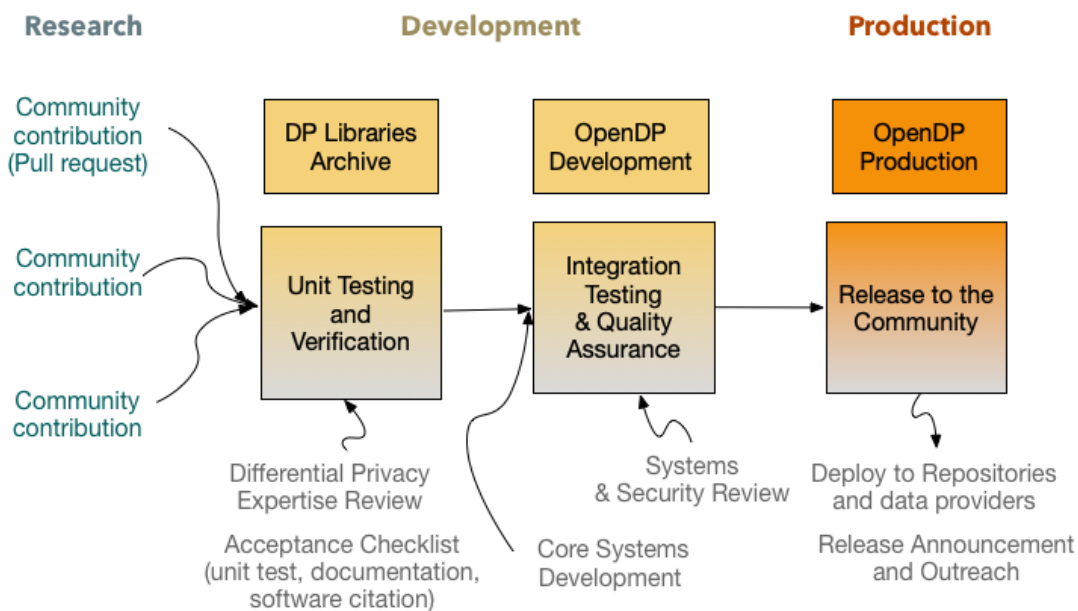 Research
Development
Production
Community
contribution
(Pull request)
DP Libraries
Archive
OpenDP
Development
OpenDP
Production
Community
contribution
Unit Testing
and
Verification
Integration
Testing
& Quality
Assurance
Release to the
Community
Community
contribution
Differential Privacy
Expertise Review
Systems
& Security Review
Deploy to Repositories
and data providers
Acceptance Checklist
(unit test, documentation,
software citation)
Core Systems
Development
Release Announcement
and Outreach